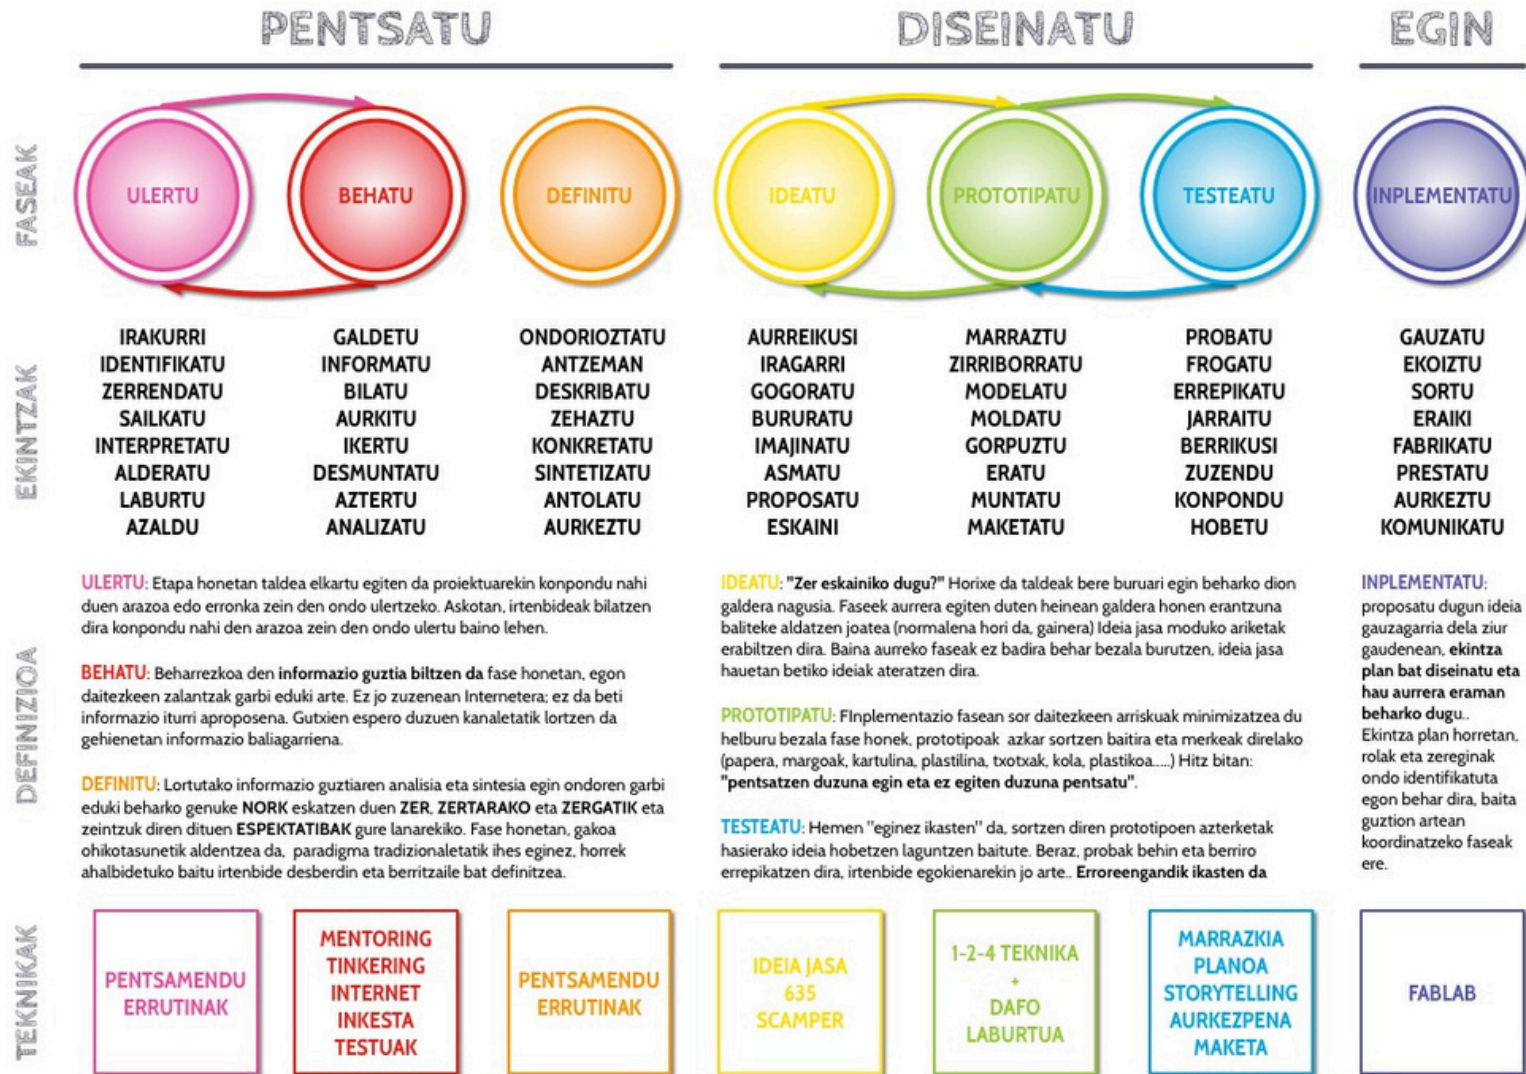 PENTSATU
DISEINATU
EGIN
FASEAK
ULERTU
BEHATU
DEFINITU
IDEATU
PROTOTIPATU
TESTEATU
INPLEMENTATU
EKINTZAK
IRAKURRI
IDENTIFIKATU
ZERRENDATU
SAILKATU
INTERPRETATU
ALDERATU
LABURTU
AZALDU
GALDETU
INFORMATU
BILATU
AURKITU
IKERTU
DESMUNTATU
AZTERTU
ANALIZATU
ONDORIOZTATU
ANTZEMAN
DESKRIBATU
ZEHAZTU
KONKRETATU
SINTETIZATU
ANTOLATU
AURKEZTU
AURREIKUSI
IRAGARRI
GOGORATU
BURURATU
IMAJINATU
ASMATU
PROPOSATU
ESKAINI
MARRAZTU
ZIRRIBORRATU
MODELATU
MOLDATU
GORPUZTU
ERATU
MUNTATU
MAKETATU
PROBATU
FROGATU
ERREPIKATU
JARRAITU
BERRIKUSI
ZUZENDU
KONPONDU
HOBETU
GAUZATU
EKOIZTU
SORTU
ERAIKI
FABRIKATU
PRESTATU
AURKEZTU
KOMUNIKATU
DEFINIZIOA
ULERTU: Etapa honetan taldea elkartu egiten da proiektuarekin konpondu nahi
duen arazoa edo erronka zein den ondo ulertzeko. Askotan, irtenbideak bilatzen
dira konpondu nahi den arazoa zein den ondo ulertu baino lehen.
BEHATU: Beharrezkoa den informazio guztia biltzen da fase honetan, egon
daitezkeen zalantzak garbi eduki arte. Ez jo zuzenean Internetera; ez da beti
informazio iturri aproposena. Gutxien espero duzuen kanaletatik lortzen da
gehienetan informazio baliagarriena.
DEFINITU: Lortutako informazio guztiaren analisia eta sintesia egin ondoren garbi
eduki beharko genuke NORK eskatzen duen ZER, ZERTARAKO eta ZERGATIK eta
zeintzuk diren dituen ESPEKTATIBAK gure lanarekiko. Fase honetan, gakoa
ohikotasunetik aldentzea da, paradigma tradizionaletatik ihes eginez, horrek
ahalbidetuko baitu irtenbide desberdin eta berritzaile bat definitzea.
IDEATU: "Zer eskainiko dugu?" Horixe da taldeak bere buruari egin beharko dion
galdera nagusia. Faseek aurrera egiten duten heinean galdera honen erantzuna
baliteke aldatzen joatea (normalena hori da, gainera) Ideia jasa moduko ariketak
erabiltzen dira. Baina aurreko faseak ez badira behar bezala burutzen, ideia jasa
hauetan betiko ideiak ateratzen dira.
PROTOTIPATU: FInplementazio fasean sor daitezkeen arriskuak minimizatzea du
helburu bezala fase honek, prototipoak azkar sortzen baitira eta merkeak direlako
(papera, margoak, kartulina, plastilina, txotxak, kola, plastikoa.....) Hitz bitan:
"pentsatzen duzuna egin eta ez egiten duzuna pentsatu".
TESTEATU: Hemen "eginez ikasten" da, sortzen diren prototipoen azterketak
hasierako ideia hobetzen laguntzen baitute. Beraz, probak behin eta berriro
errepikatzen dira, irtenbide egokienarekin jo arte.. Erroreengandik ikasten da
INPLEMENTATU:
proposatu dugun ideia
gauzagarria dela ziur
gaudenean, ekintza
plan bat diseinatu eta
hau aurrera eraman
beharko dugu..
Ekintza plan horretan,
rolak eta zereginak
ondo identifikatuta
egon behar dira, baita
guztion artean
koordinatzeko faseak
ere.
TEKNIKAK
PENTSAMENDU
ERRUTINAK
MENTORING
TINKERING
INTERNET
INKESTA
TESTUAK
PENTSAMENDU
ERRUTINAK
IDEIA JASA
635
SCAMPER
1-2-4 TEKNIKA
+
DAFO
LABURTUA
MARRAZKIA
PLANOA
STORYTELLING
AURKEZPENA
MAKETA
FABLAB